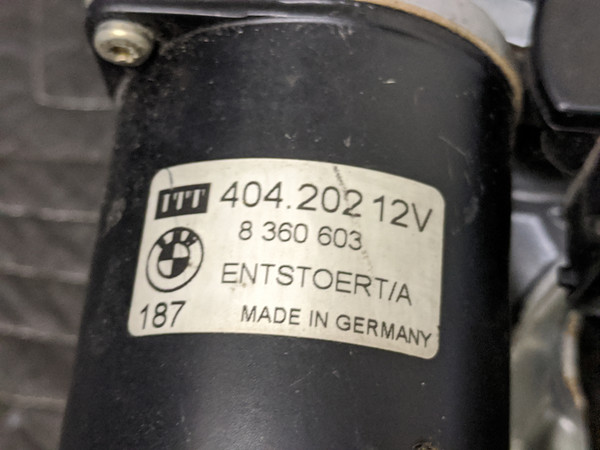 ITT 404.202 12V
8 360 603
ENTSTOERT/A
187 MADE IN GERMANY